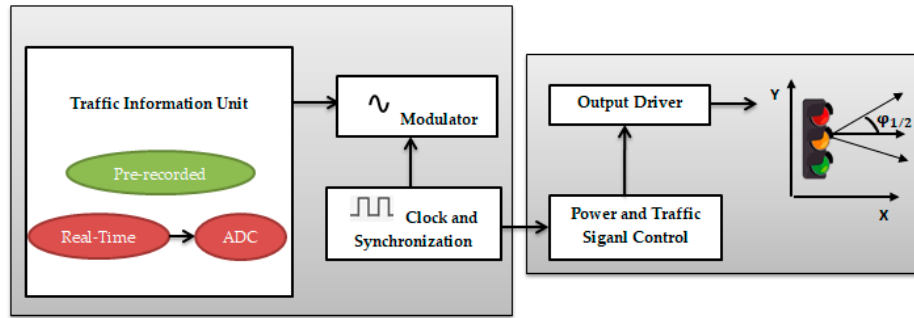 Traffic Information Unit
Pre-recorded
Real-Time
ADC
Modulator
Clock and
Synchronization
Output Driver
Power and Traffic
Siganl Control
Y
φ1/2
X